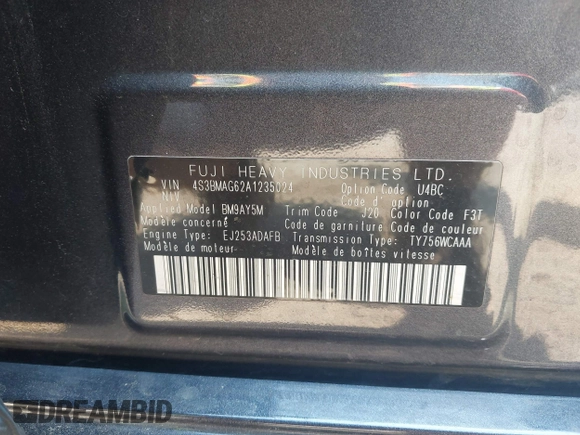 FUJI HEAVY INDUSTRIES LTD.
VIN 4S3BMAG62A1235024 Option Code U4BC
NIV Code d' option
Applied Model BM9AY5M Trim Code J20 Color Code F3T
Modèle concerné Code de garniture Code de couleur
Engine Type: EJ253ADAFB Transmission Type: TY756WCAAA
Modèle de moteur Modèle de boîtes vitesse
DREAMBID